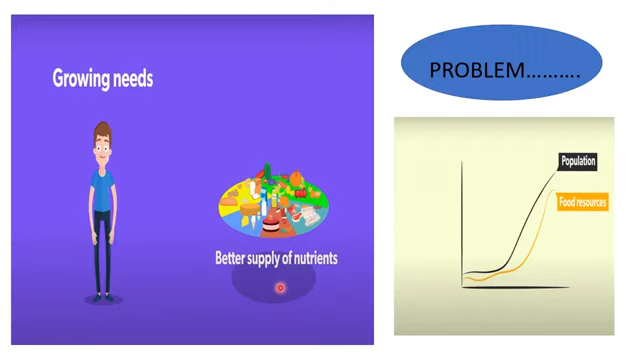 Growing needs
Better supply of nutrients
PROBLEM..........
Population
Food resources